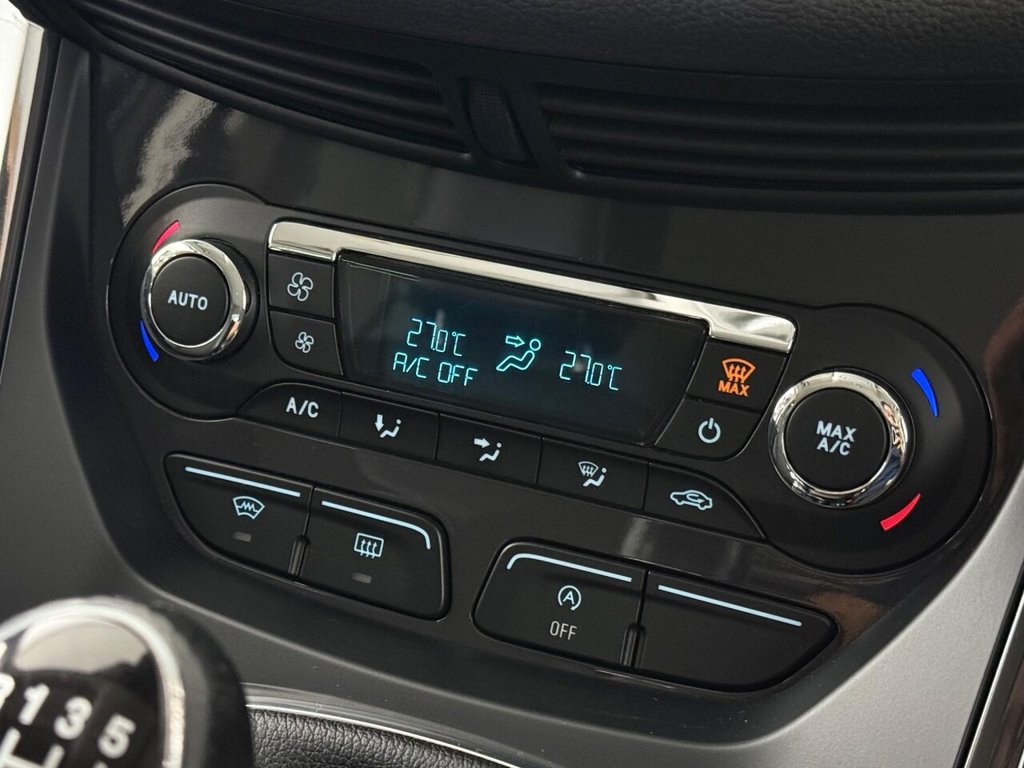 AUTO
27.0°C
27.0°C
A/C OFF
MAX
A/C
MAX
A/C
A
OFF
1 3 5